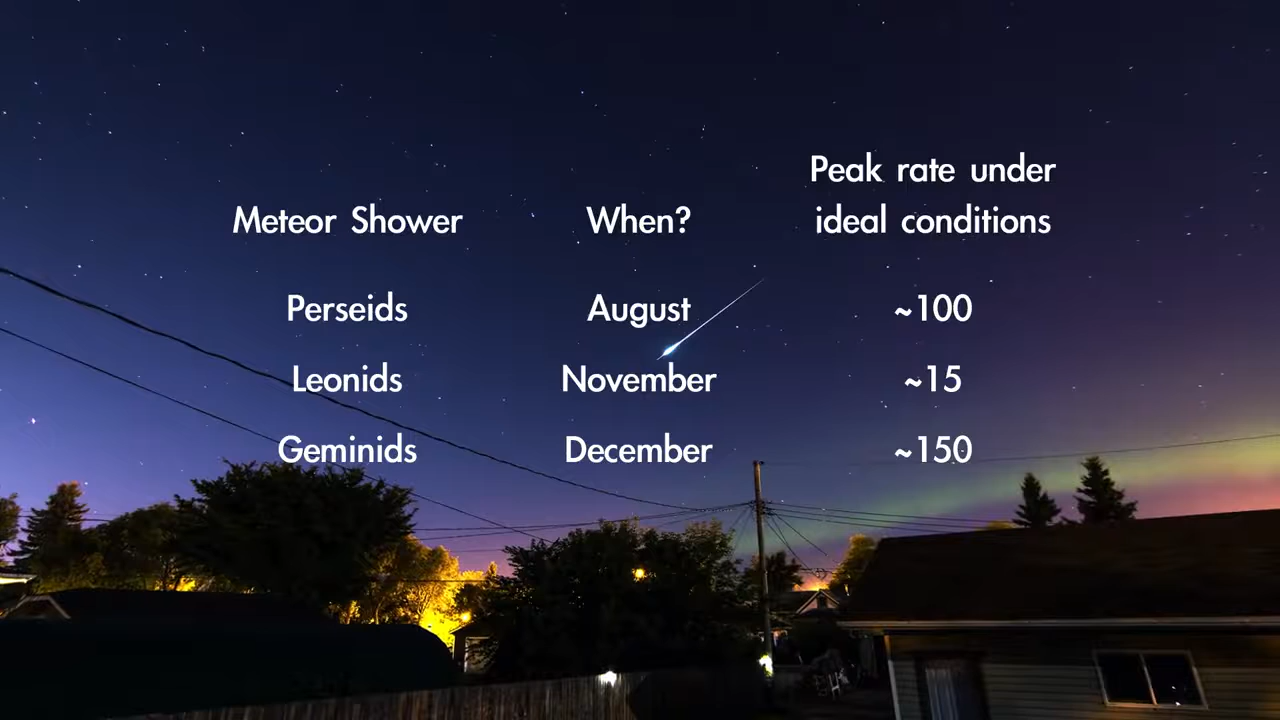 Meteor Shower When? Peak rate under
ideal conditions
Perseids August ~100
Leonids November ~15
Geminids December ~150